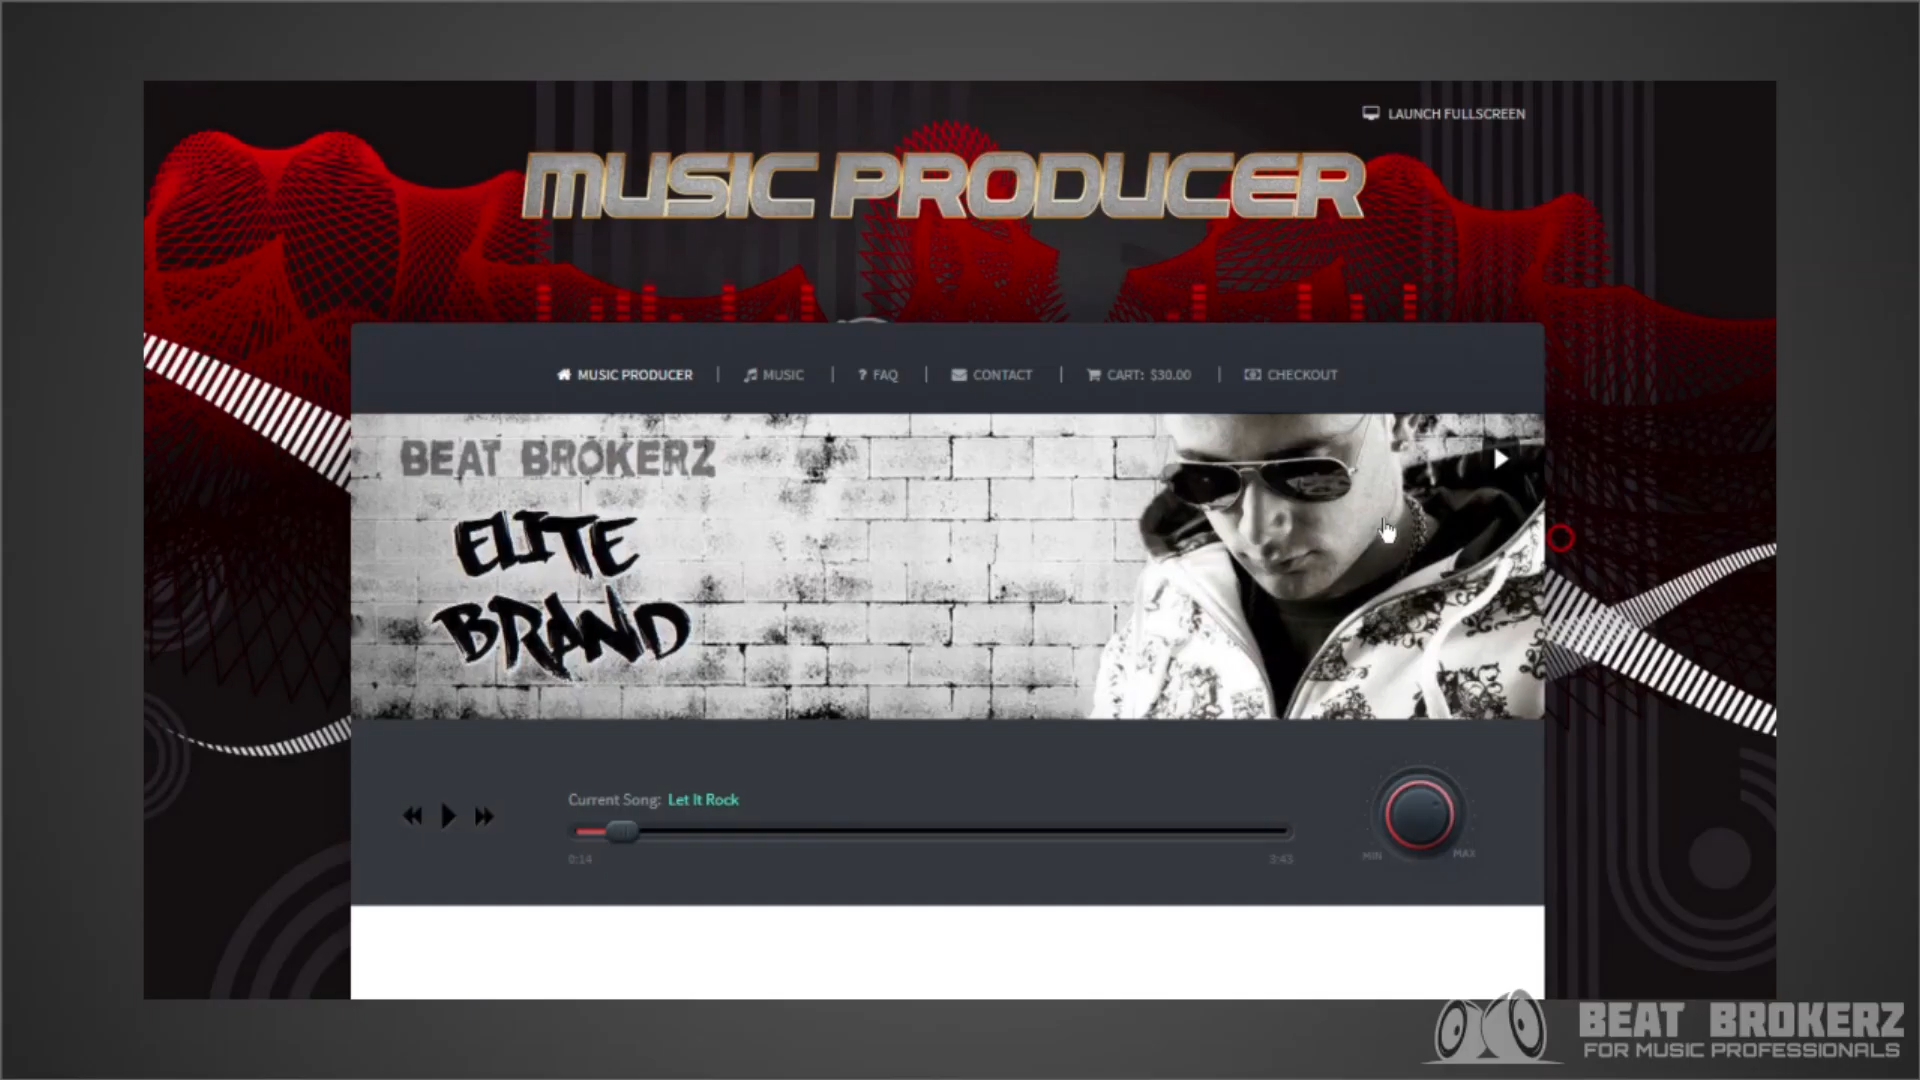 LAUNCH FULLSCREEN
MUSIC PRODUCER
MUSIC PRODUCER | MUSIC | ? FAQ | CONTACT | CART: $30.00 | CHECKOUT
BEAT BROKERZ
ELITE
BRAND
Current Song: Let It Rock
0:14 3:43
MIN MAX
BEAT BROKERZ
FOR MUSIC PROFESSIONALS